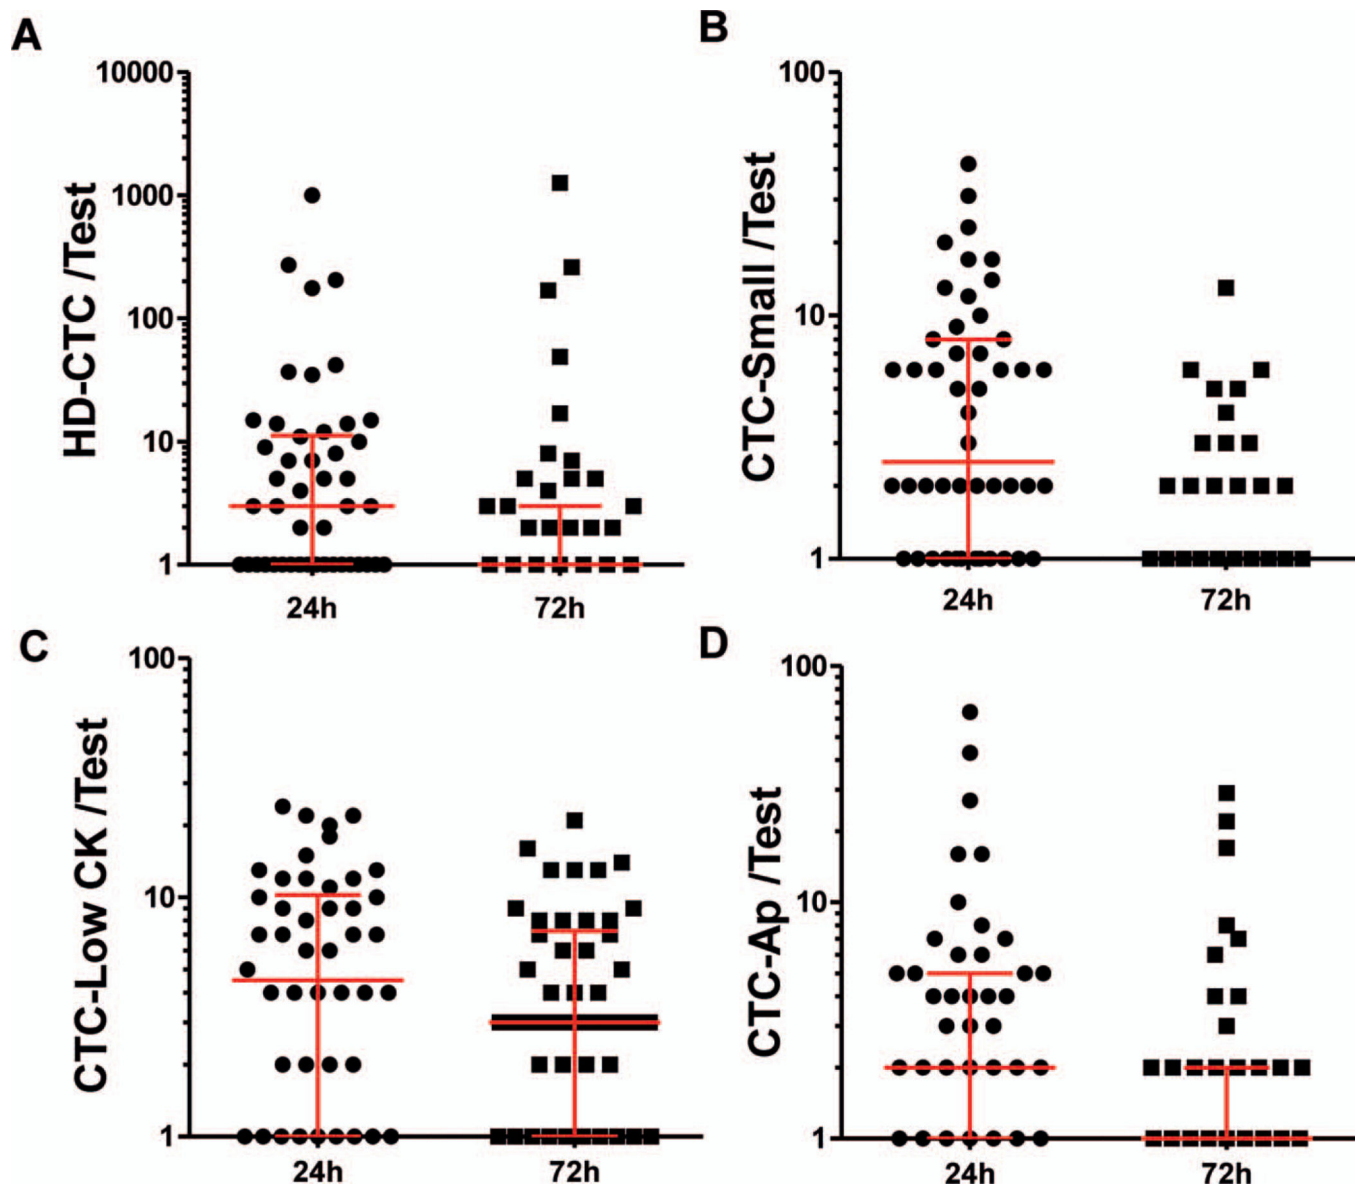 A
HD-CTC /Test
10000
1000
100
10
1
24h
72h
B
CTC-Small /Test
100
10
1
24h
72h
C
CTC-Low CK /Test
100
10
1
24h
72h
D
CTC-Ap /Test
100
10
1
24h
72h